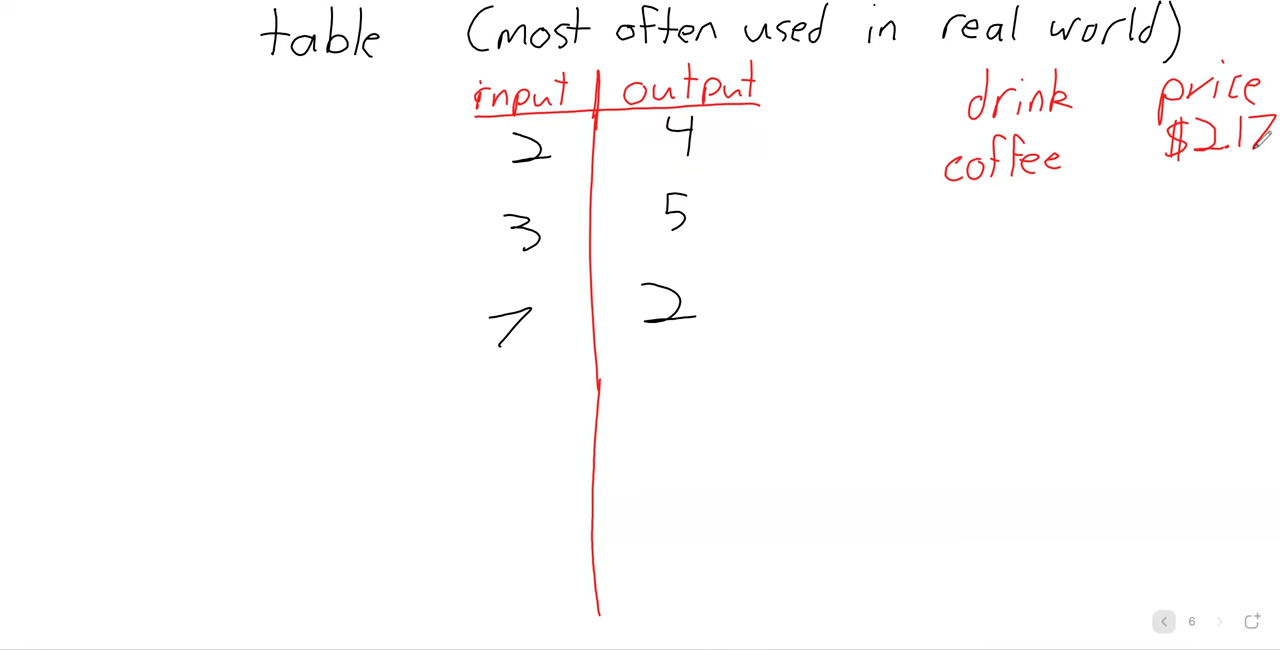 table (most often used in real world)
input output drink price
2 4 coffee $2.17
3 5
7 2
6